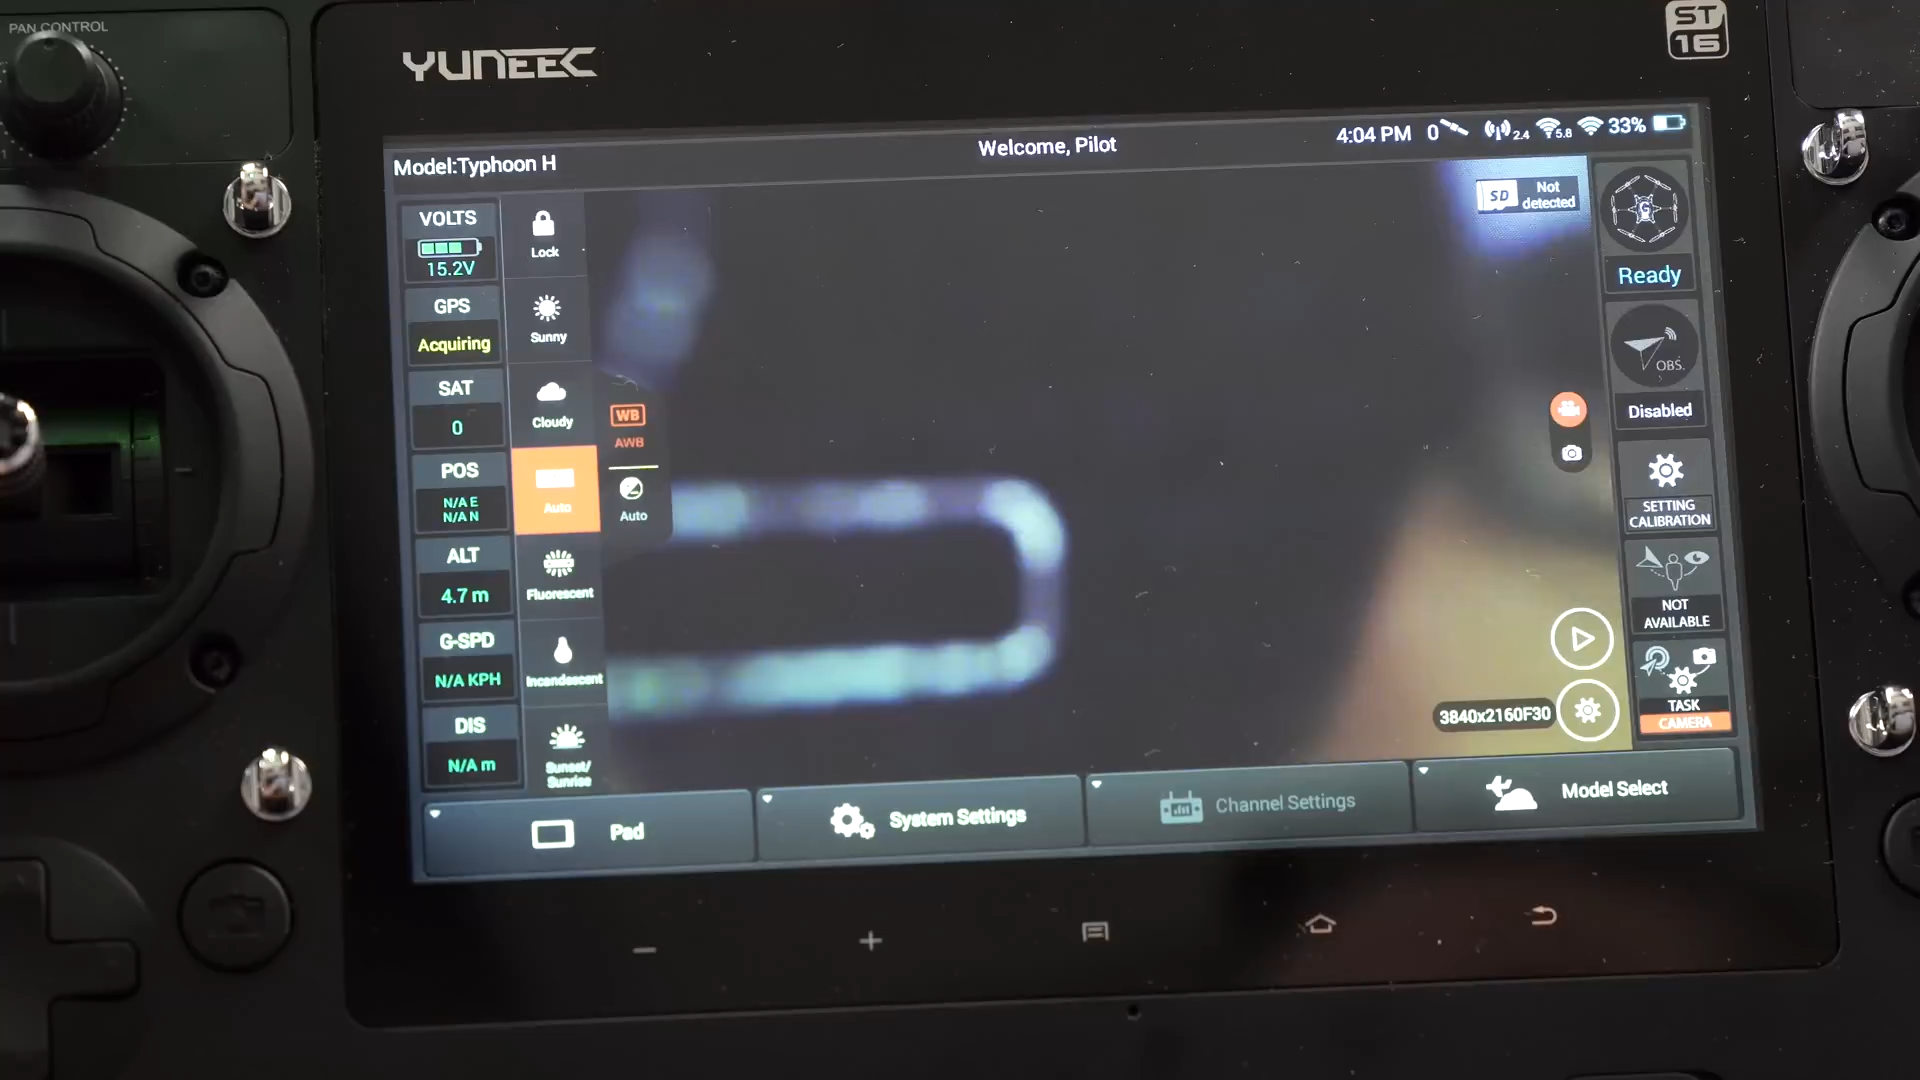 PAN CONTROL
YUNEEC
ST
16
Model:Typhoon H
Welcome, Pilot
4:04 PM 0 2.4 5.8 33%
VOLTS
15.2V
GPS
Acquiring
SAT
0
POS
N/A E
N/A N
ALT
4.7 m
G-SPD
N/A KPH
DIS
N/A m
Lock
Sunny
Cloudy
Auto
Fluorescent
Incandescent
Sunset/
Sunrise
WB
AWB
Auto
SD
Not
detected
3840x2160F30
G
Ready
OBS.
Disabled
SETTING
CALIBRATION
NOT
AVAILABLE
TASK
CAMERA
Pad
System Settings
Channel Settings
Model Select